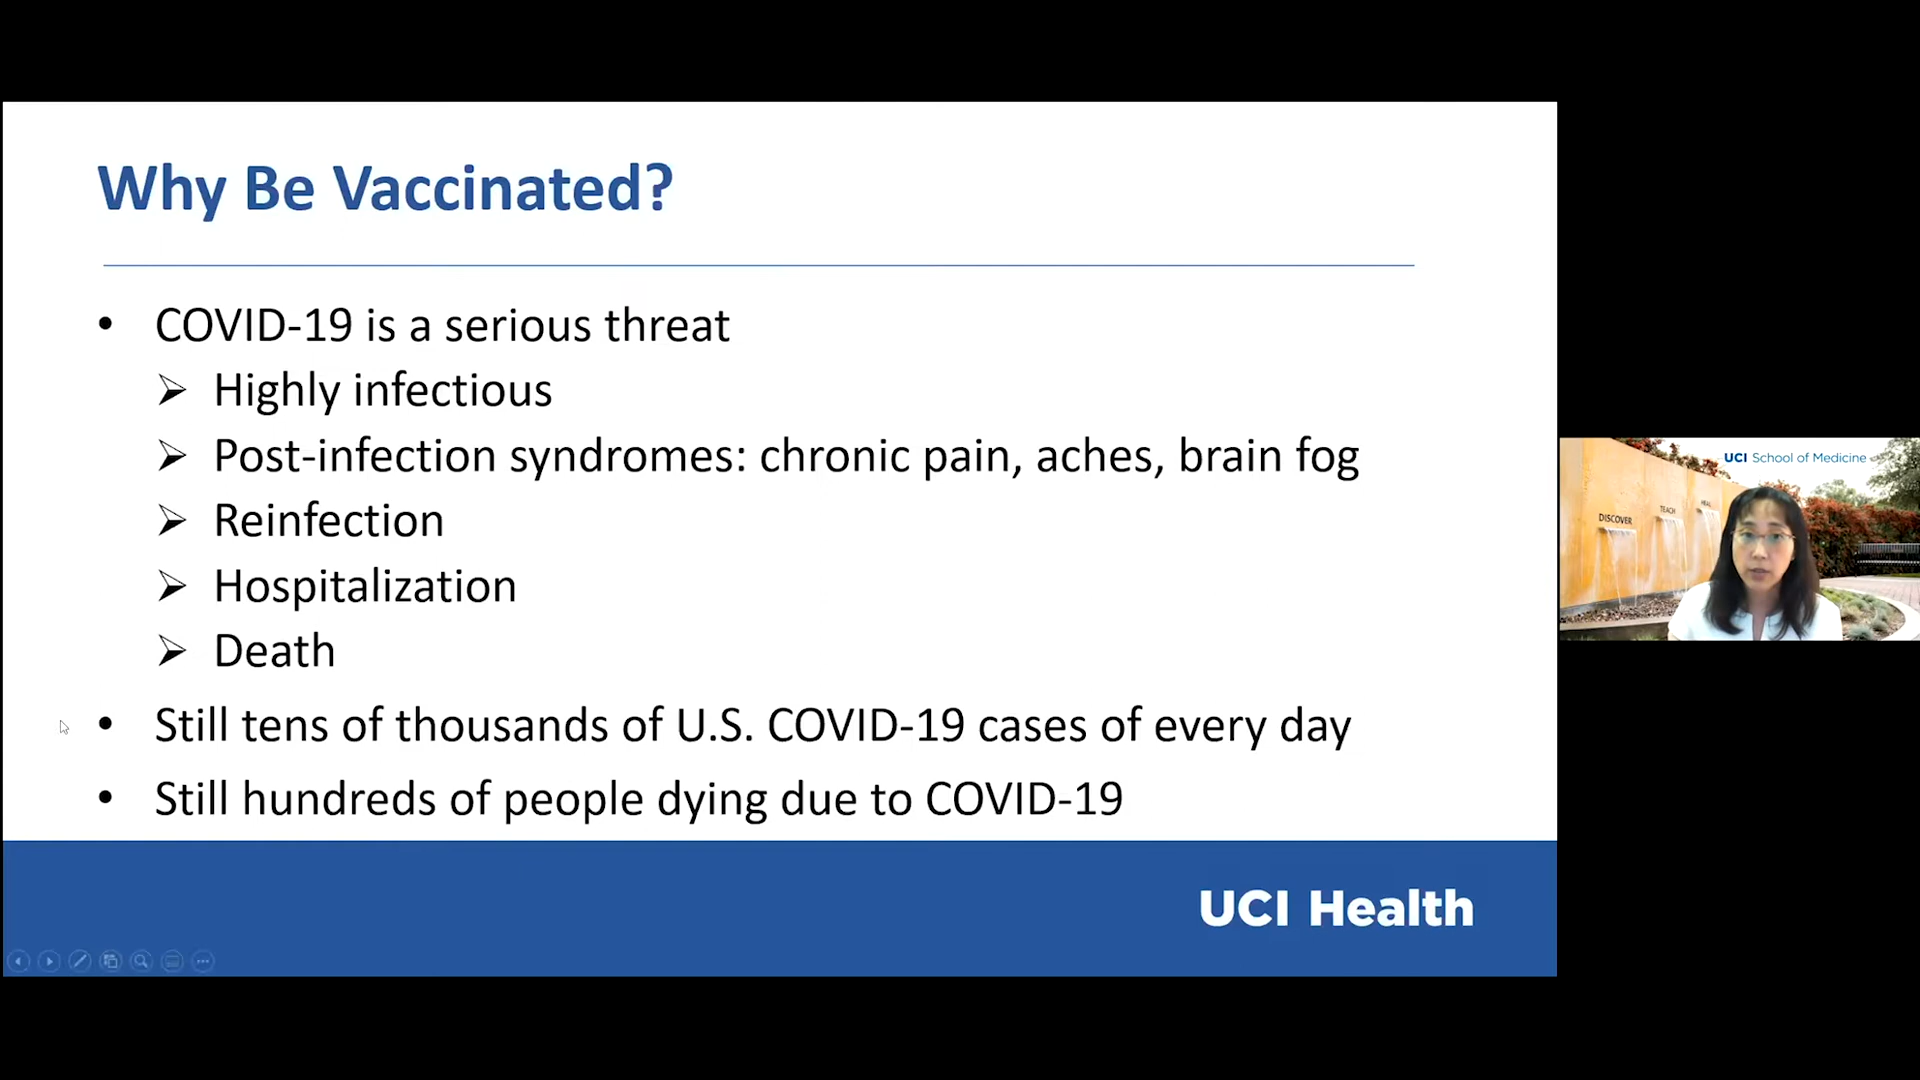 Why Be Vaccinated?
• COVID-19 is a serious threat
➢ Highly infectious
➢ Post-infection syndromes: chronic pain, aches, brain fog
➢ Reinfection
➢ Hospitalization
➢ Death
• Still tens of thousands of U.S. COVID-19 cases of every day
• Still hundreds of people dying due to COVID-19
UCI Health
UCI School of Medicine
DISCOVER
TEACH
HEAL